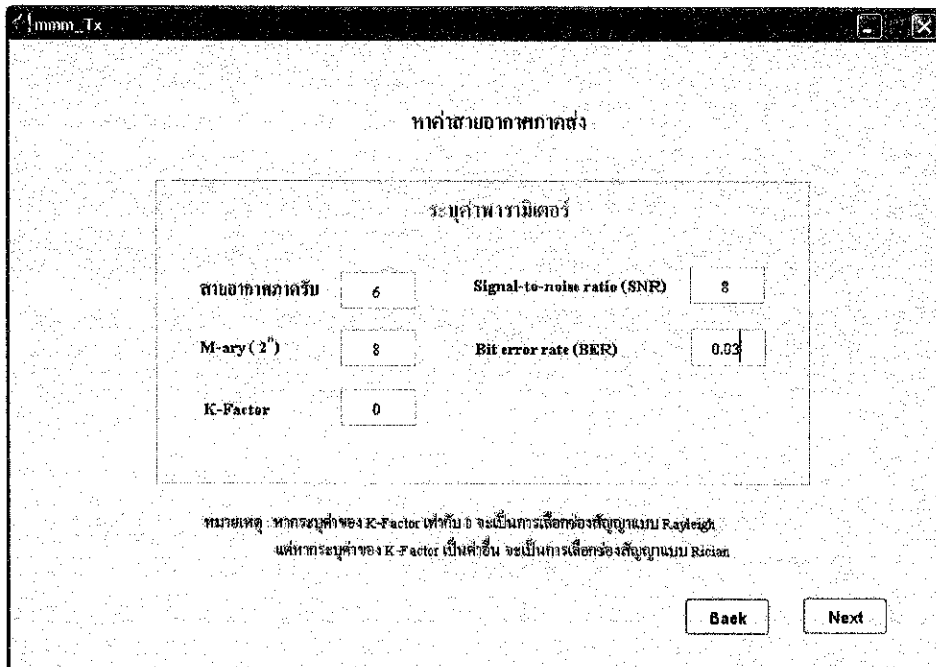 mmm_Tx
หาค่าสายอากาศภาคส่ง
ระบุค่าพารามิเตอร์
สายอากาศภาครับ 6 Signal-to-noise ratio (SNR) 8
M-ary ( 2ⁿ) 8 Bit error rate (BER) 0.03
K-Factor 0
หมายเหตุ : หากระบุค่าของ K-Factor เท่ากับ 0 จะเป็นการเลือกช่องสัญญาแบบ Rayleigh
แต่หากระบุค่าของ K-Factor เป็นค่าอื่น จะเป็นการเลือกช่องสัญญาแบบ Rician
Back Next